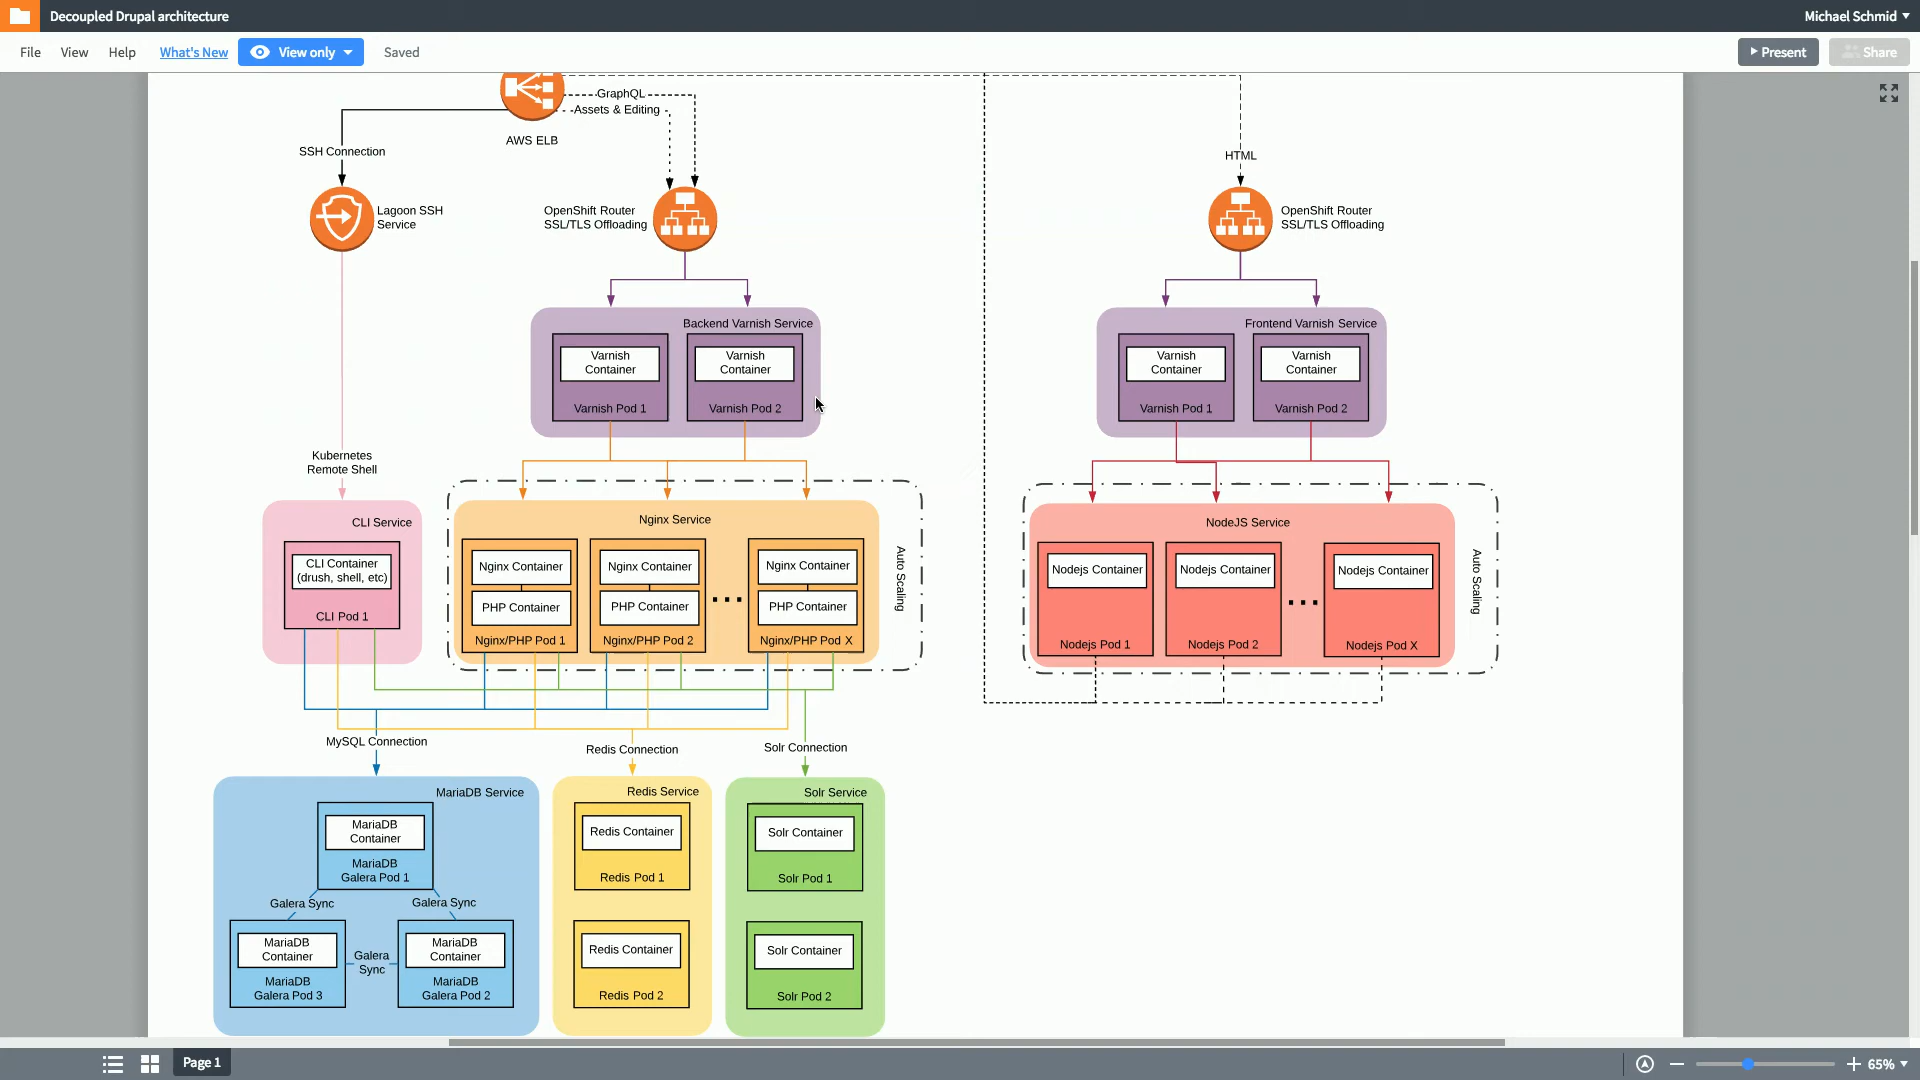 Decoupled Drupal architecture
Michael Schmid
File
View
Help
What's New
View only
Saved
Present
Share
GraphQL
Assets & Editing
AWS ELB
SSH Connection
HTML
Lagoon SSH
Service
OpenShift Router
SSL/TLS Offloading
OpenShift Router
SSL/TLS Offloading
Backend Varnish Service
Varnish
Container
Varnish Pod 1
Varnish
Container
Varnish Pod 2
Frontend Varnish Service
Varnish
Container
Varnish Pod 1
Varnish
Container
Varnish Pod 2
Kubernetes
Remote Shell
CLI Service
CLI Container
(drush, shell, etc)
CLI Pod 1
Nginx Service
Nginx Container
PHP Container
Nginx/PHP Pod 1
Nginx Container
PHP Container
Nginx/PHP Pod 2
...
Nginx Container
PHP Container
Nginx/PHP Pod X
Auto Scaling
NodeJS Service
Nodejs Container
Nodejs Pod 1
Nodejs Container
Nodejs Pod 2
...
Nodejs Container
Nodejs Pod X
Auto Scaling
MySQL Connection
Redis Connection
Solr Connection
MariaDB Service
MariaDB
Container
MariaDB
Galera Pod 1
Galera Sync
Galera Sync
MariaDB
Container
MariaDB
Galera Pod 3
Galera
Sync
MariaDB
Container
MariaDB
Galera Pod 2
Redis Service
Redis Container
Redis Pod 1
Redis Container
Redis Pod 2
Solr Service
Solr Container
Solr Pod 1
Solr Container
Solr Pod 2
Page 1
65%